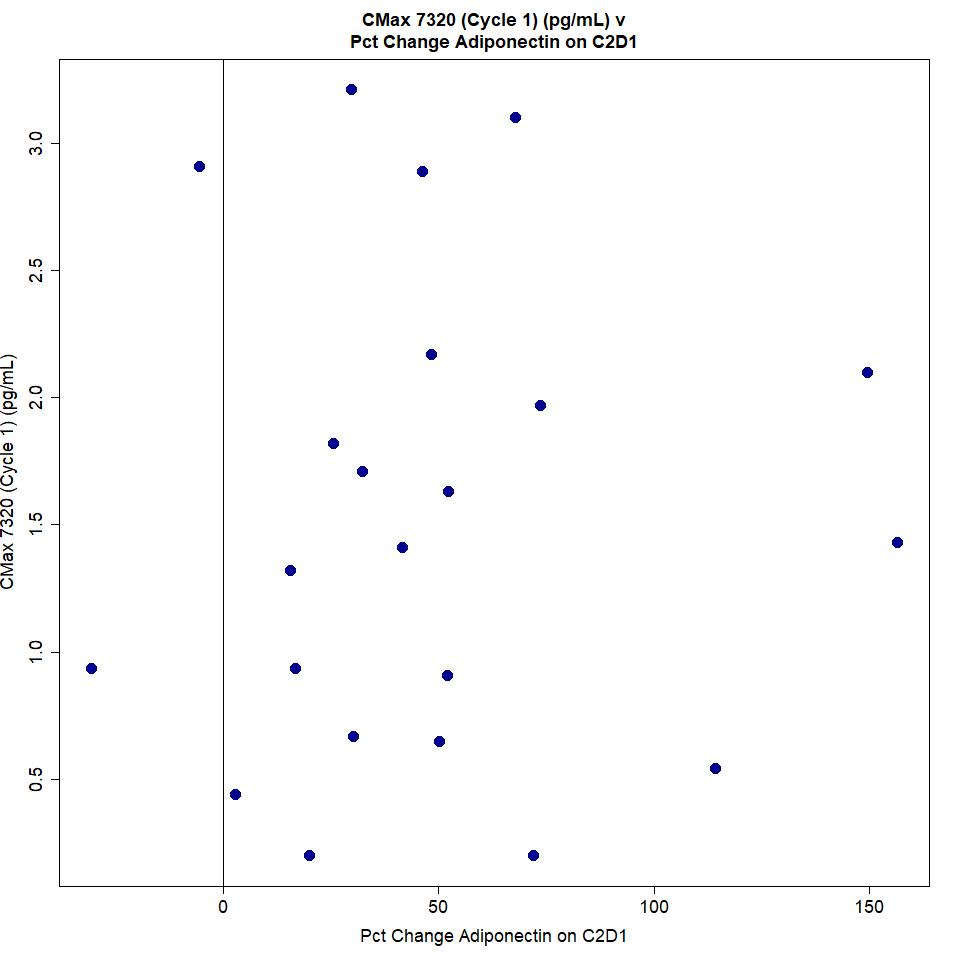 CMax 7320 (Cycle 1) (pg/mL) v
Pct Change Adiponectin on C2D1
CMax 7320 (Cycle 1) (pg/mL)
3.0
2.5
2.0
1.5
1.0
0.5
0 50 100 150
Pct Change Adiponectin on C2D1